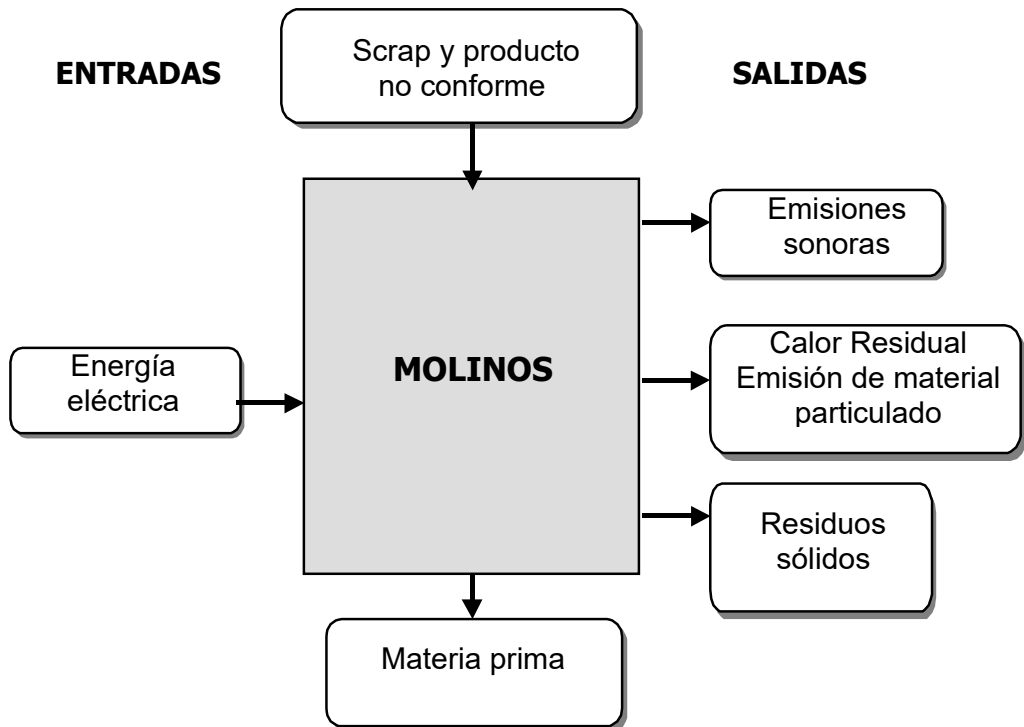 Scrap y producto
no conforme
ENTRADAS
SALIDAS
Emisiones
sonoras
Energía
eléctrica
MOLINOS
Calor Residual
Emisión de material
particulado
Residuos
sólidos
Materia prima